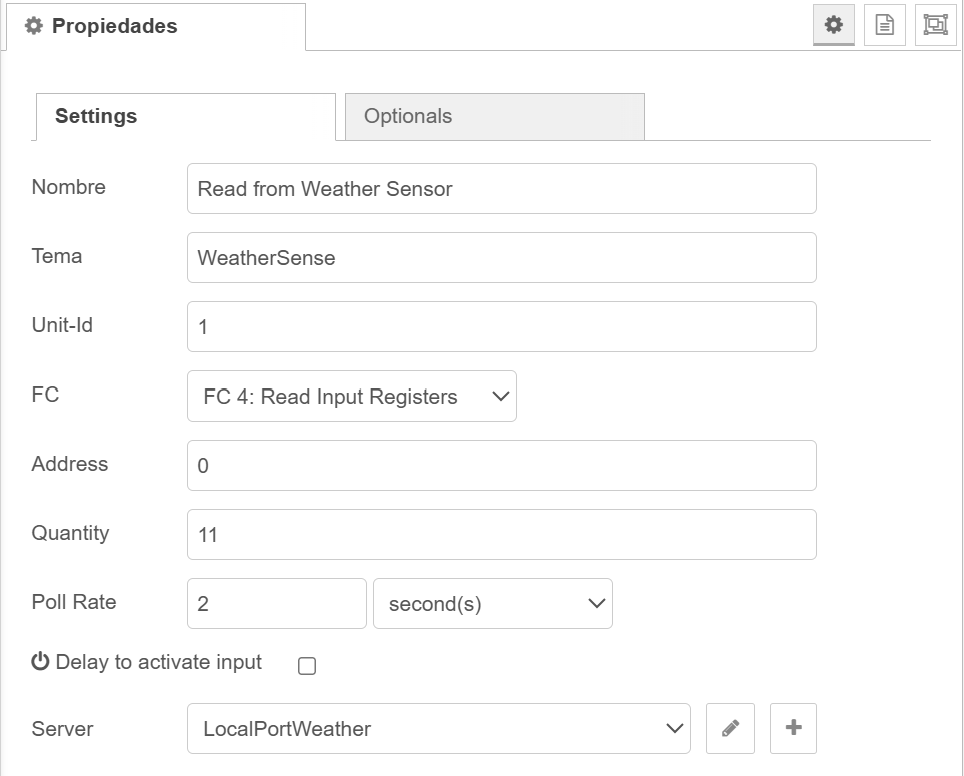 Propiedades
Settings
Optionals
Nombre
Read from Weather Sensor
Tema
WeatherSense
Unit-Id
1
FC
FC 4: Read Input Registers
Address
0
Quantity
11
Poll Rate
2
second(s)
Delay to activate input
Server
LocalPortWeather